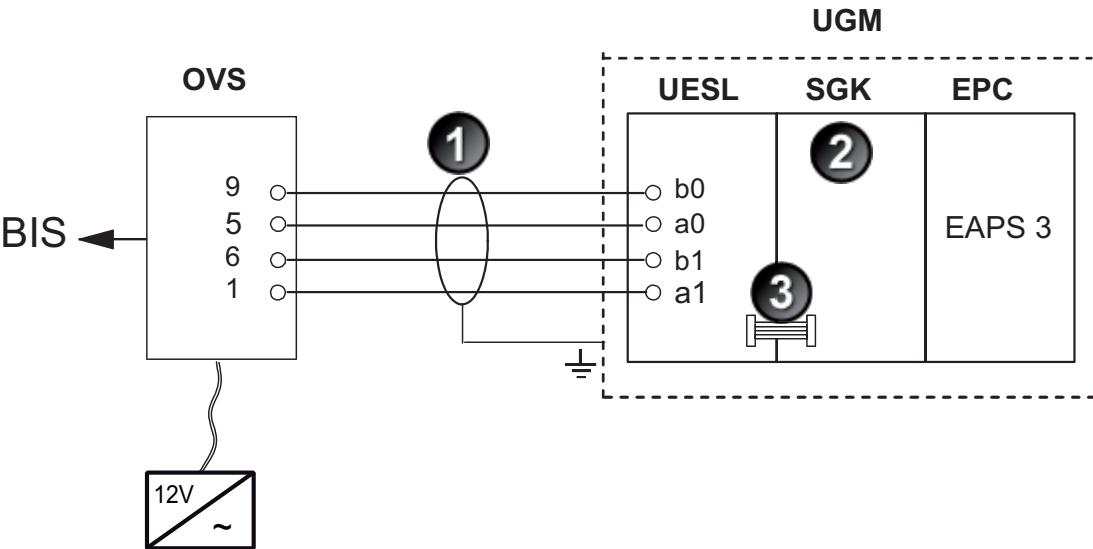 UGM
OVS
UESL SGK EPC
1
2
9 b0
5 a0
BIS
EAPS 3
6 b1
1 a1
3
12V
~